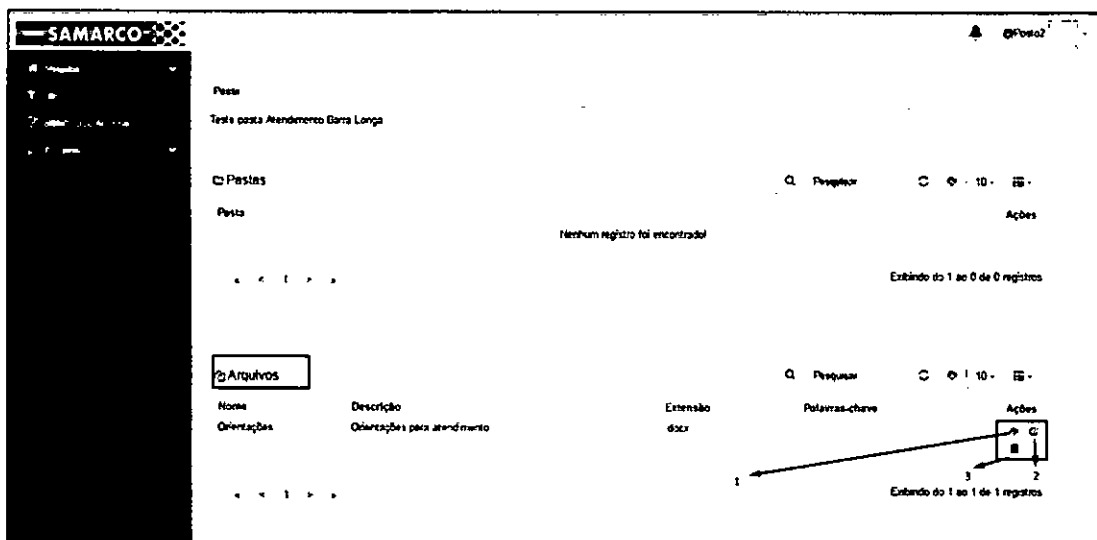 SAMARCO
@Posto2
Pasta
Teste pasta Atendimento Barra Longa
Pastas
Pesquisar
10
Pasta
Ações
Nenhum registro foi encontrado!
« < 1 > »
Exibindo do 1 ao 0 de 0 registros
Arquivos
Pesquisar
10
Nome Descrição Extensão Palavras-chave Ações
Orientações Orientações para atendimento docx
1 3 2
« < 1 > »
Exibindo do 1 ao 1 de 1 registros